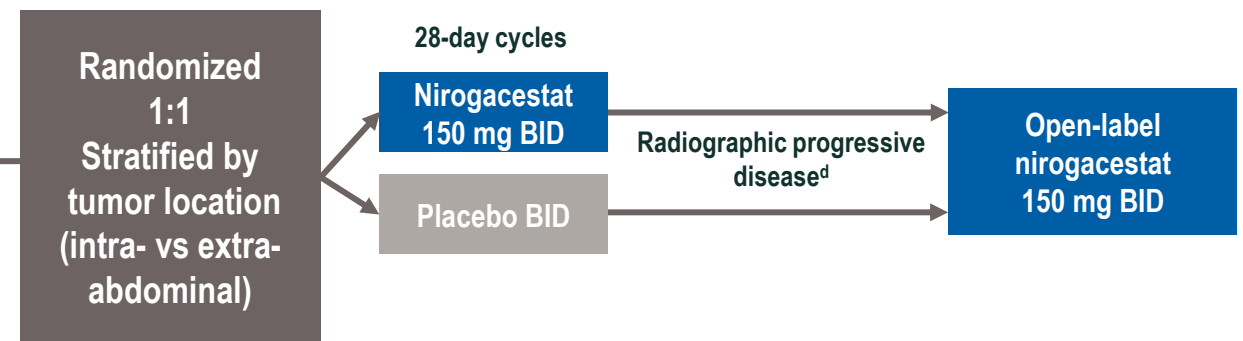 Randomized
1:1
Stratified by
tumor location
(intra- vs extra-
abdominal)
28-day cycles
Nirogacestat
150 mg BID
Placebo BID
Radiographic progressive
diseaseᵈ
Open-label
nirogacestat
150 mg BID